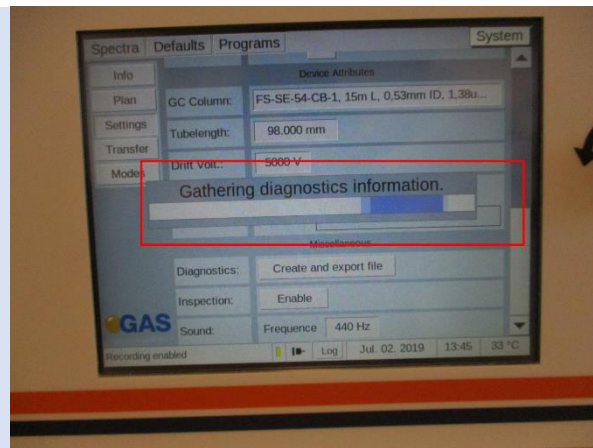 Spectra Defaults Programs System
Info
Device Attributes
Plan GC Column: FS-SE-54-CB-1, 15m L, 0,53mm ID, 1,38u...
Settings
Tubelength: 98.000 mm
Transfer
Modes Drift Volt.: 5000 V
Gathering diagnostics information.
Miscellaneous
Diagnostics: Create and export file
Inspection: Enable
GAS Sound: Frequence 440 Hz
Recording enabled Log Jul. 02. 2019 13:45 33 °C